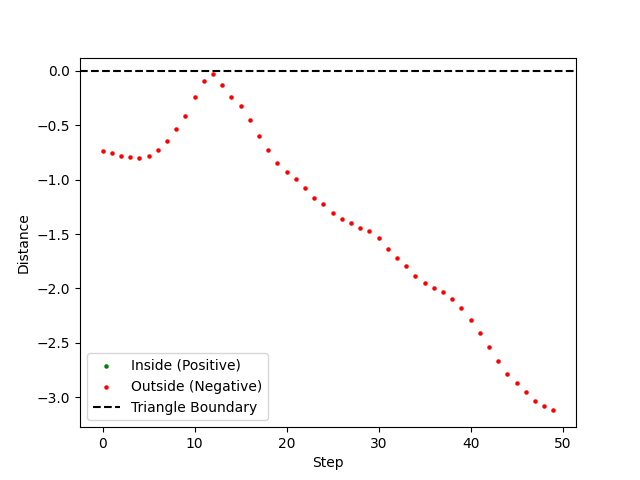 0.0
−0.5
−1.0
−1.5
−2.0
−2.5
−3.0
Distance
Inside (Positive)
Outside (Negative)
Triangle Boundary
0 10 20 30 40 50
Step